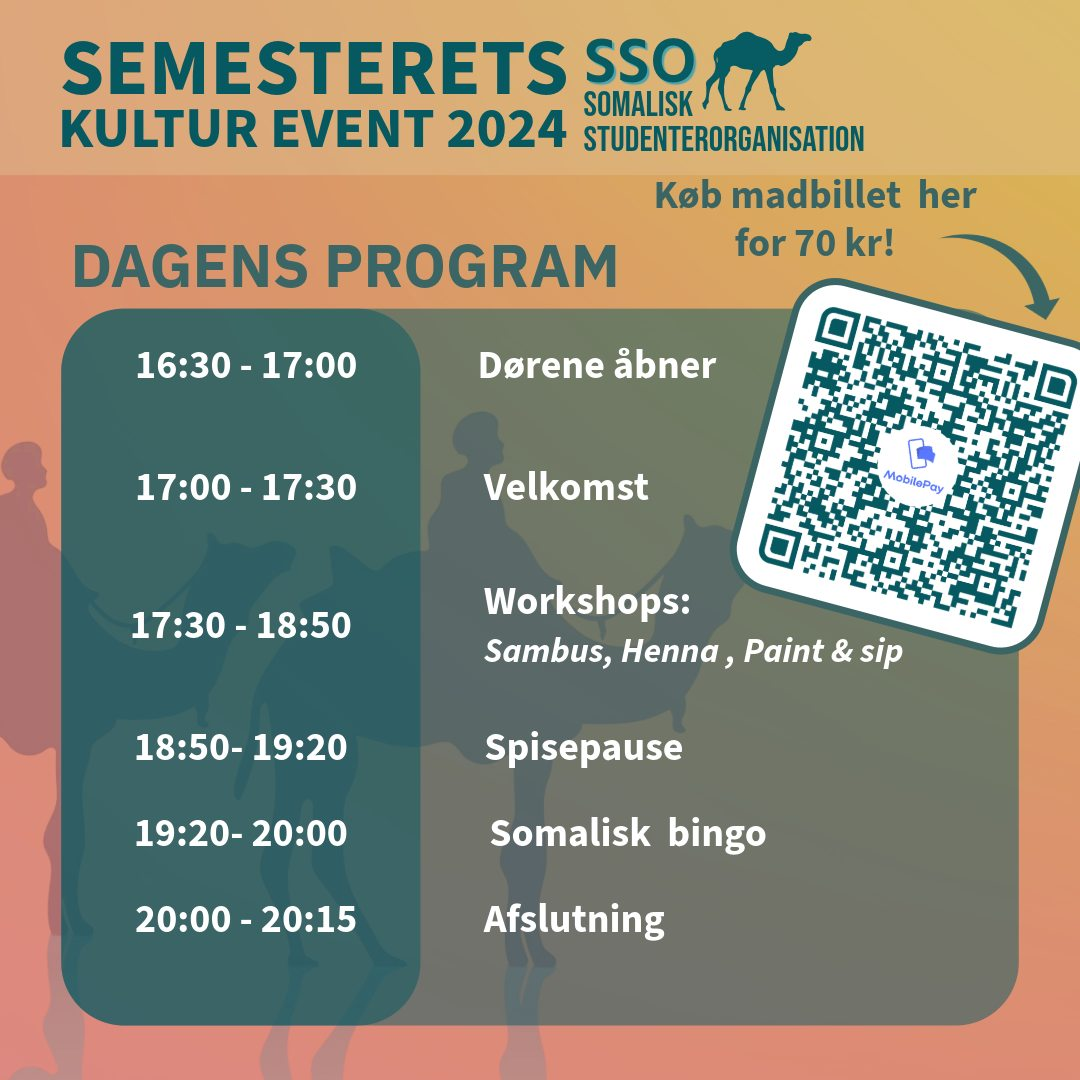 SEMESTERETS
KULTUR EVENT 2024
SSO
SOMALISK
STUDENTERORGANISATION
Køb madbillet her
for 70 kr!
DAGENS PROGRAM
16:30 - 17:00 Dørene åbner
17:00 - 17:30 Velkomst
17:30 - 18:50 Workshops:
Sambus, Henna , Paint & sip
18:50- 19:20 Spisepause
19:20- 20:00 Somalisk bingo
20:00 - 20:15 Afslutning
MobilePay